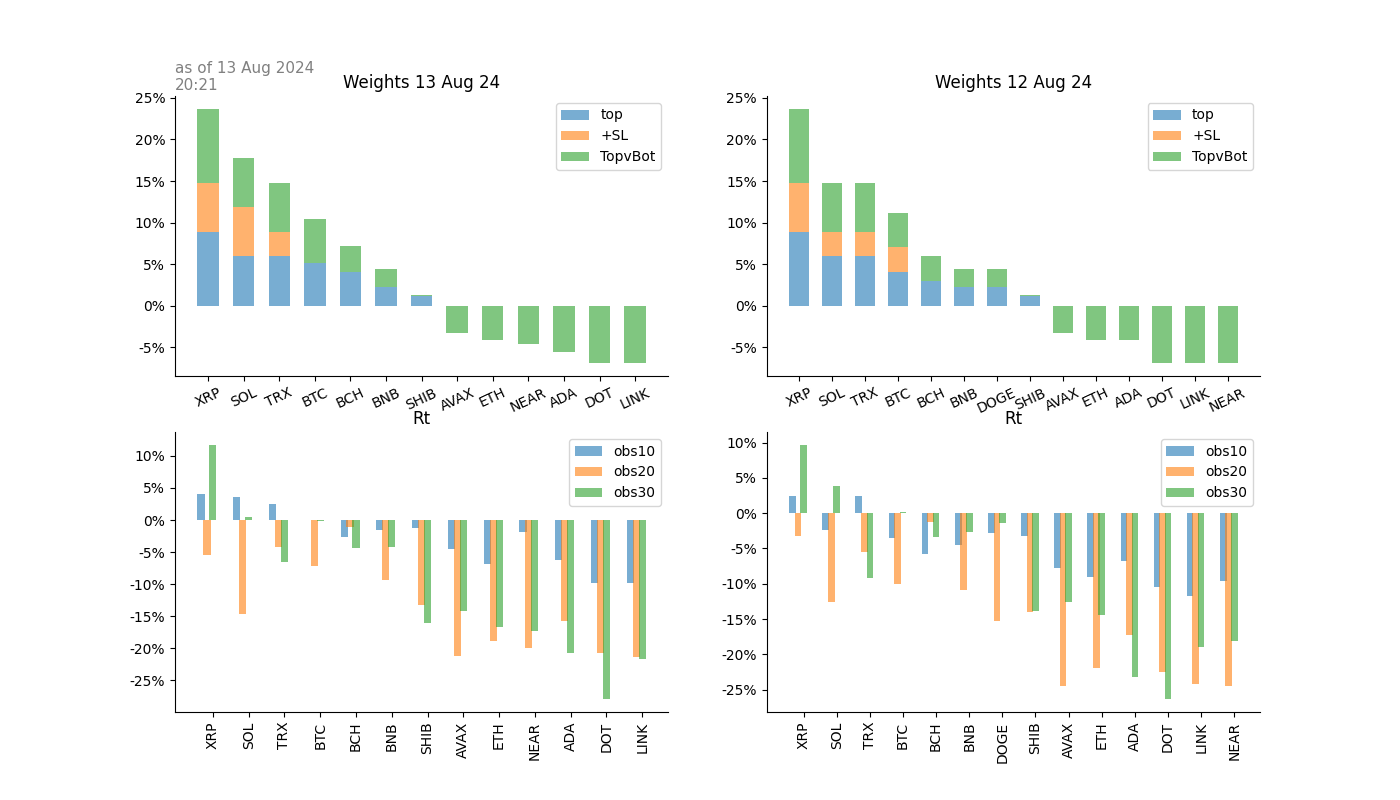 as of 13 Aug 2024
20:21
Weights 13 Aug 24
25%
20%
15%
10%
5%
0%
-5%
top
+SL
TopvBot
XRP SOL TRX BTC BCH BNB SHIB AVAX ETH NEAR ADA DOT LINK
Weights 12 Aug 24
25%
20%
15%
10%
5%
0%
-5%
top
+SL
TopvBot
XRP SOL TRX BTC BCH BNB DOGE SHIB AVAX ETH ADA DOT LINK NEAR
Rt
10%
5%
0%
-5%
-10%
-15%
-20%
-25%
obs10
obs20
obs30
XRP SOL TRX BTC BCH BNB SHIB AVAX ETH NEAR ADA DOT LINK
Rt
10%
5%
0%
-5%
-10%
-15%
-20%
-25%
obs10
obs20
obs30
XRP SOL TRX BTC BCH BNB DOGE SHIB AVAX ETH ADA DOT LINK NEAR